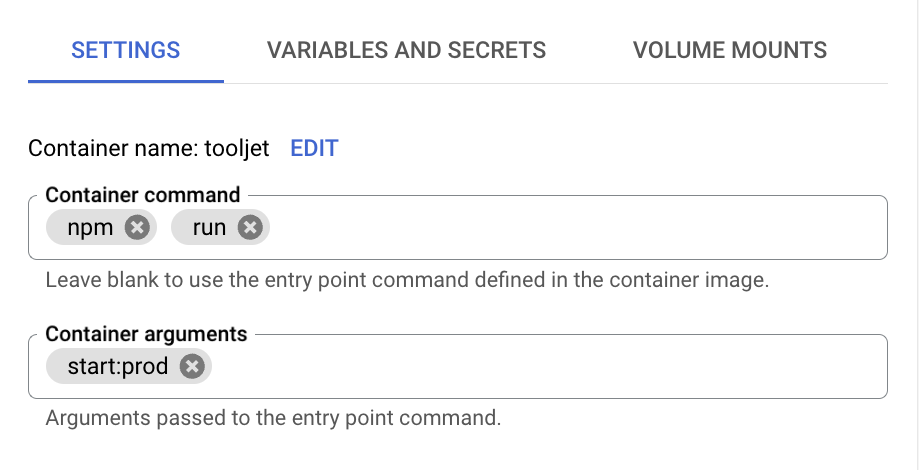 SETTINGS VARIABLES AND SECRETS VOLUME MOUNTS
Container name: tooljet EDIT
Container command
npm run
Leave blank to use the entry point command defined in the container image.
Container arguments
start:prod
Arguments passed to the entry point command.